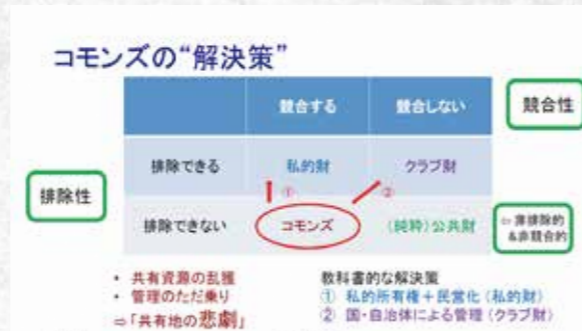 コモンズの“解決策”
競合する 競合しない 競合性
排除できる 私的財 クラブ財
排除性
① ②
排除できない コモンズ (純粋)公共財 ⇦ 非排除的
&非競合的
・ 共有資源の乱獲 教科書的な解決策
・ 管理のただ乗り ① 私的所有権+民営化(私的財)
⇨「共有地の悲劇」 ② 国・自治体による管理(クラブ財)